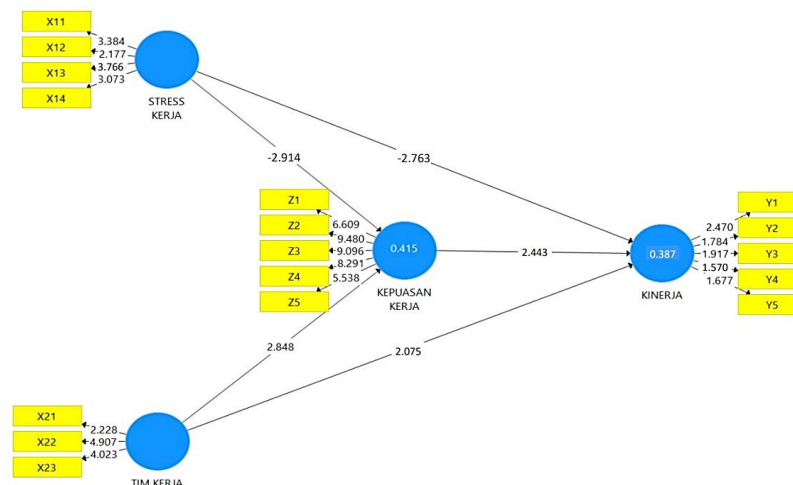 X11
X12
X13
X14
3.384
2.177
3.766
3.073
STRESS
KERJA
-2.914
-2.763
Z1
Z2
Z3
Z4
Z5
6.609
9.480
9.096
8.291
5.538
0.415
KEPUASAN
KERJA
2.443
0.387
KINERJA
2.470
1.784
1.917
1.570
1.677
Y1
Y2
Y3
Y4
Y5
2.848
2.075
X21
X22
X23
2.228
4.907
4.023
TIM KERJA